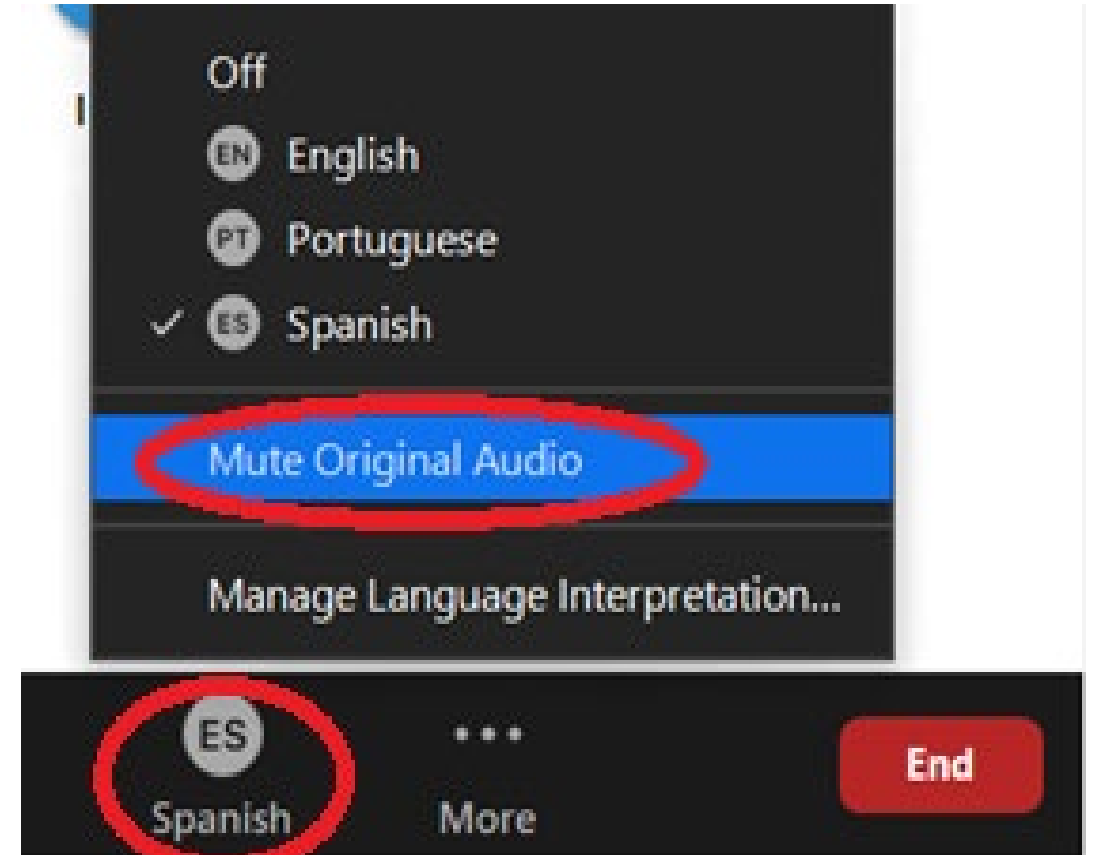 Off
EN English
PT Portuguese
ES Spanish
Mute Original Audio
Manage Language Interpretation...
ES
Spanish
More
End